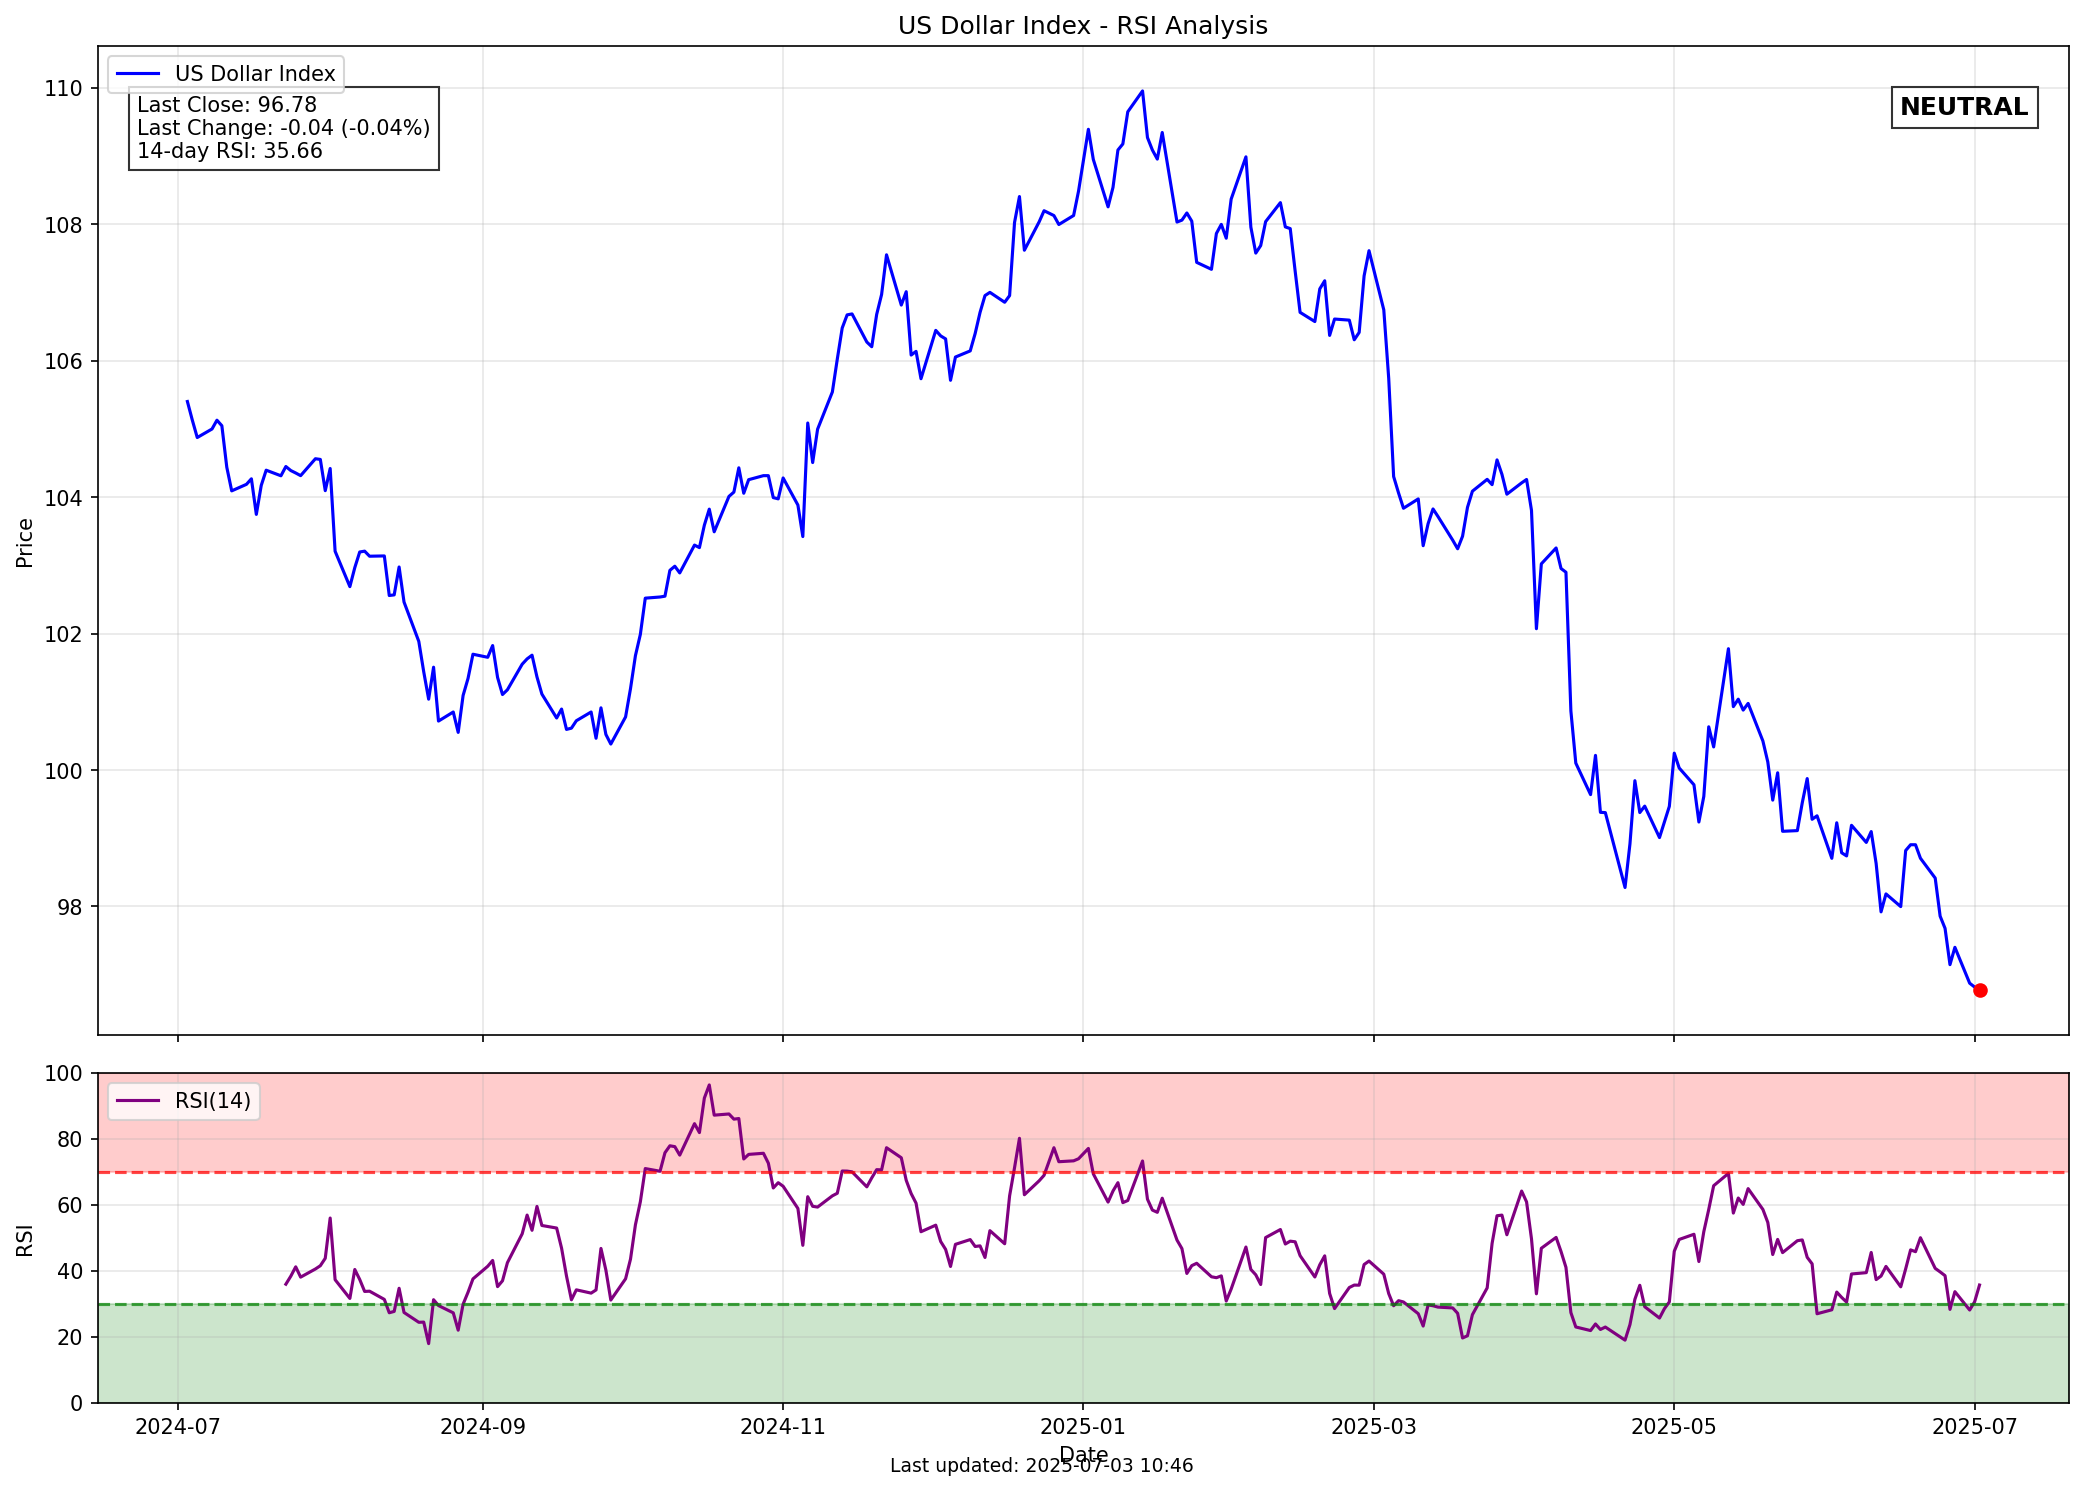 US Dollar Index - RSI Analysis
US Dollar Index
Last Close: 96.78
Last Change: -0.04 (-0.04%)
14-day RSI: 35.66
NEUTRAL
110
108
106
104
102
100
98
Price
RSI(14)
100
80
60
40
20
0
RSI
2024-07
2024-09
2024-11
2025-01
2025-03
2025-05
2025-07
Date
Last updated: 2025-07-03 10:46